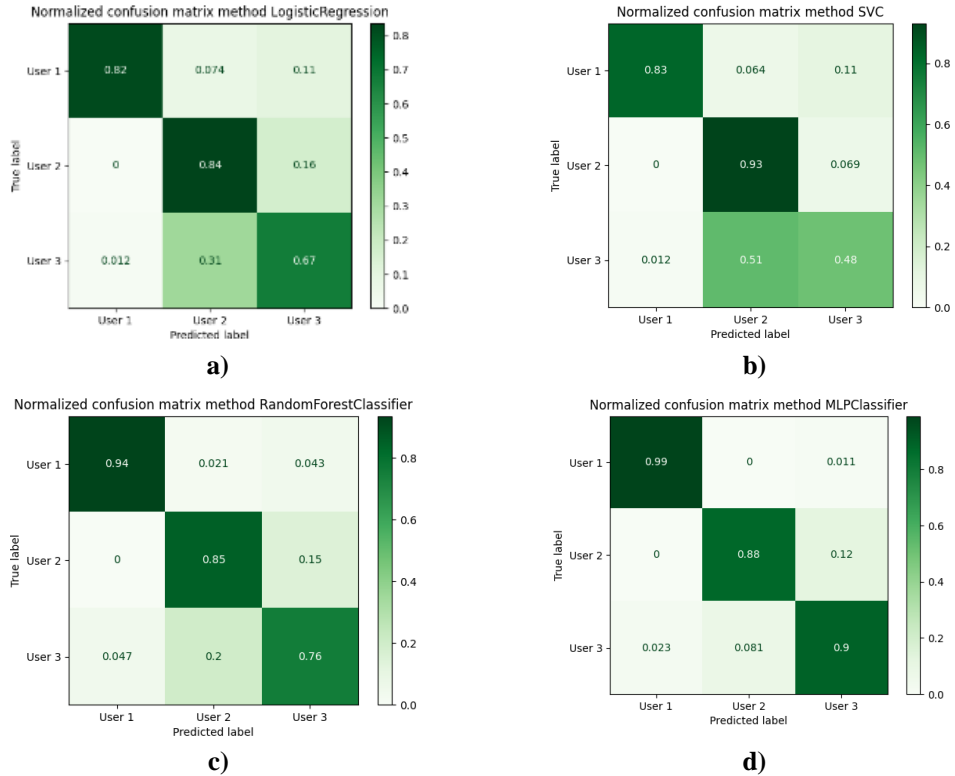 Normalized confusion matrix method LogisticRegression
User 1
User 2
User 3
True label
0.82 0.074 0.11
0 0.84 0.16
0.012 0.31 0.67
User 1 User 2 User 3
Predicted label
0.8
0.7
0.6
0.5
0.4
0.3
0.2
0.1
0.0
a)
Normalized confusion matrix method SVC
User 1
User 2
User 3
True label
0.83 0.064 0.11
0 0.93 0.069
0.012 0.51 0.48
User 1 User 2 User 3
Predicted label
0.8
0.6
0.4
0.2
0.0
b)
Normalized confusion matrix method RandomForestClassifier
User 1
User 2
User 3
True label
0.94 0.021 0.043
0 0.85 0.15
0.047 0.2 0.76
User 1 User 2 User 3
Predicted label
0.8
0.6
0.4
0.2
0.0
c)
Normalized confusion matrix method MLPClassifier
User 1
User 2
User 3
True label
0.99 0 0.011
0 0.88 0.12
0.023 0.081 0.9
User 1 User 2 User 3
Predicted label
0.8
0.6
0.4
0.2
0.0
d)